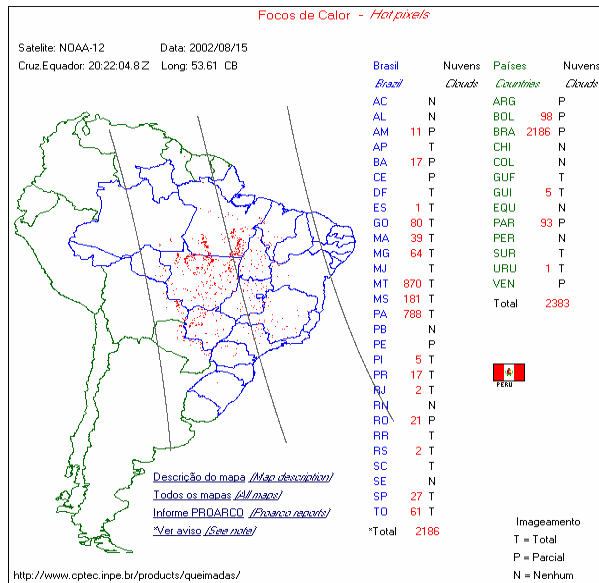 Focos de Calor - Hot pixels
Satelite: NOAA-12 Data: 2002/08/15
Cruz.Equador: 20:22:04.8 Z Long: 53.61 CB
Brasil Nuvens Países Nuvens
Brazil Clouds Countries Clouds
AC N ARG P
AL N BOL 98 P
AM 11 P BRA 2186 P
AP T CHI N
BA 17 P COL N
CE P GUF T
DF T GUI 5 T
ES 1 T EQU N
GO 80 T PAR 93 P
MA 39 T PER N
MG 64 T SUR T
MJ T URU 1 T
MT 870 T VEN P
MS 181 T Total 2383
PA 788 T
PB N
PE P
PI 5 T PERU
PR 17 T
RJ 2 T
RN N
RO 21 P
RR T
RS 2 T
SC T
SE N
SP 27 T
TO 61 T
*Total 2186
Descrição do mapa (Map description)
Todos os mapas (All maps)
Informe PROARCO (Proarco reports)
*Ver aviso (See note)
Imageamento
T = Total
P = Parcial
N = Nenhum
http://www.cptec.inpe.br/products/queimadas/